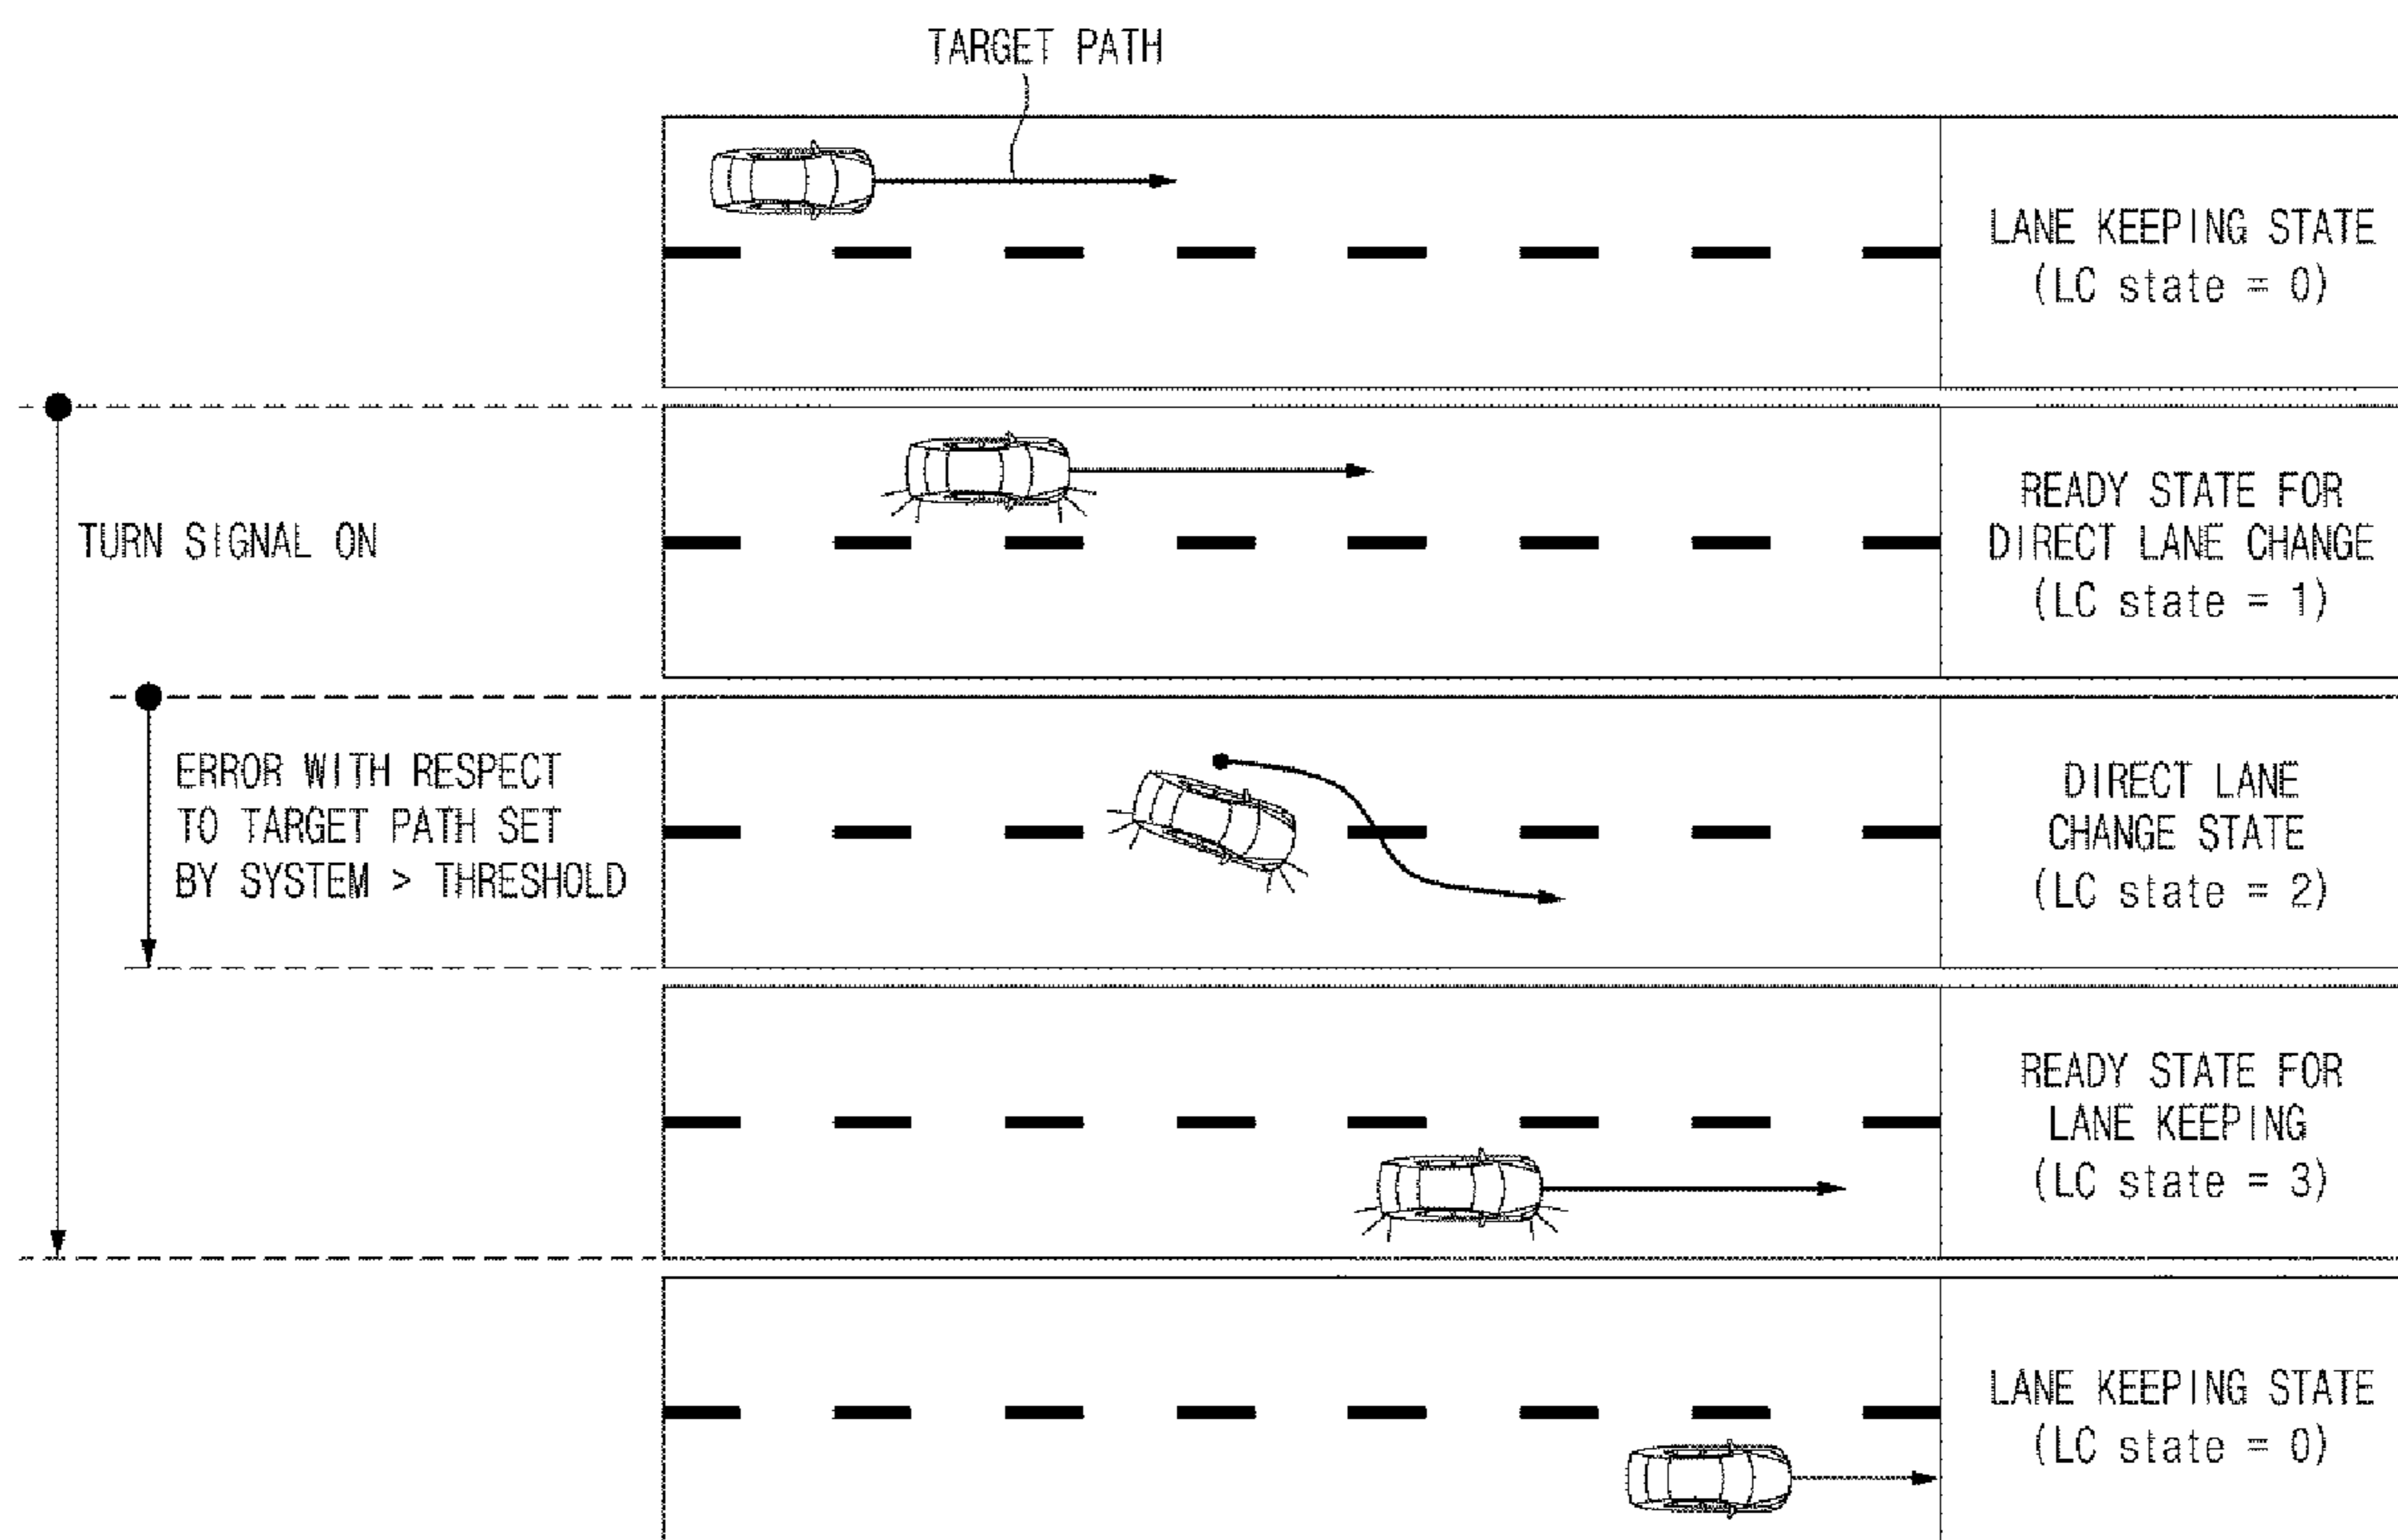 TARGET PATH
LANE KEEPING STATE
(LC state = 0)
TURN SIGNAL ON
READY STATE FOR
DIRECT LANE CHANGE
(LC state = 1)
ERROR WITH RESPECT
TO TARGET PATH SET
BY SYSTEM > THRESHOLD
DIRECT LANE
CHANGE STATE
(LC state = 2)
READY STATE FOR
LANE KEEPING
(LC state = 3)
LANE KEEPING STATE
(LC state = 0)